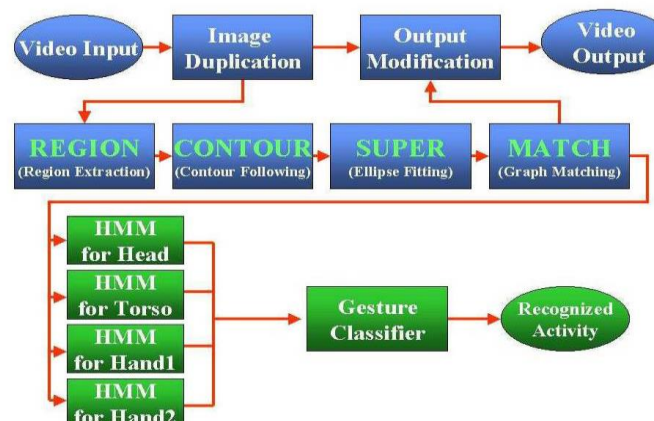 Video Input
Image
Duplication
Output
Modification
Video
Output
REGION
(Region Extraction)
CONTOUR
(Contour Following)
SUPER
(Ellipse Fitting)
MATCH
(Graph Matching)
HMM
for Head
HMM
for Torso
HMM
for Hand1
HMM
for Hand2
Gesture
Classifier
Recognized
Activity